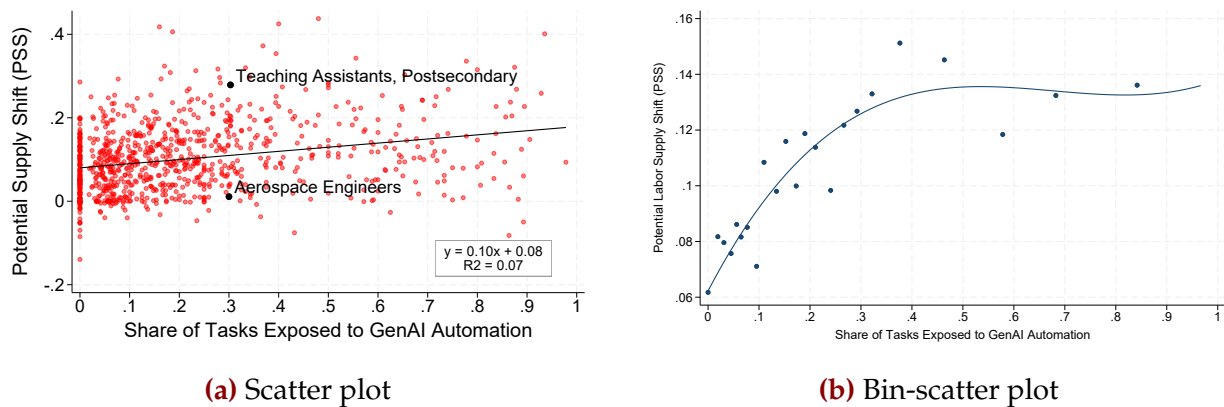 Potential Supply Shift (PSS)
.4
.2
0
-.2
Teaching Assistants, Postsecondary
Aerospace Engineers
y = 0.10x + 0.08
R2 = 0.07
0 .1 .2 .3 .4 .5 .6 .7 .8 .9 1
Share of Tasks Exposed to GenAI Automation
(a) Scatter plot
Potential Labor Supply Shift (PSS)
.16
.14
.12
.1
.08
.06
0 .1 .2 .3 .4 .5 .6 .7 .8 .9 1
Share of Tasks Exposed to GenAI Automation
(b) Bin-scatter plot